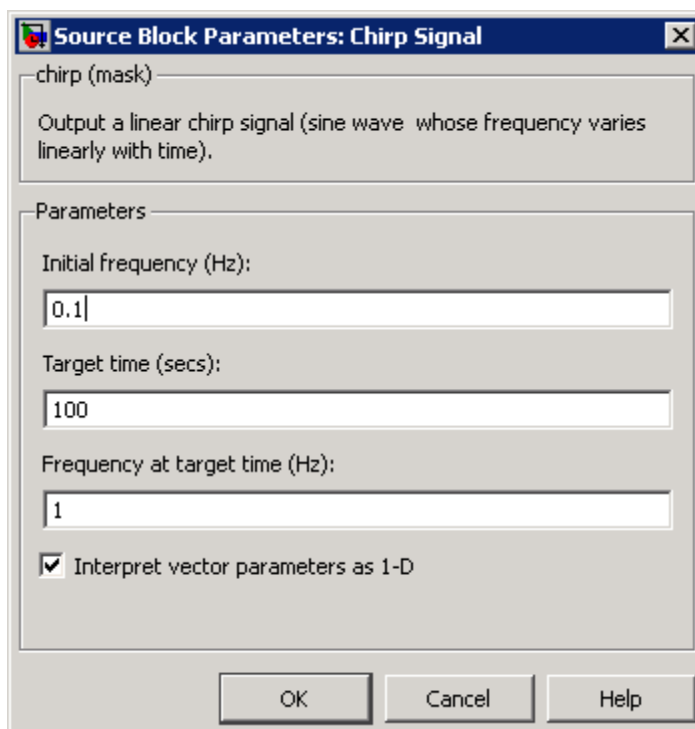 Source Block Parameters: Chirp Signal
chirp (mask)
Output a linear chirp signal (sine wave  whose frequency varies
linearly with time).
Parameters
Initial frequency (Hz):
0.1
Target time (secs):
100
Frequency at target time (Hz):
1
Interpret vector parameters as 1-D
OK Cancel Help